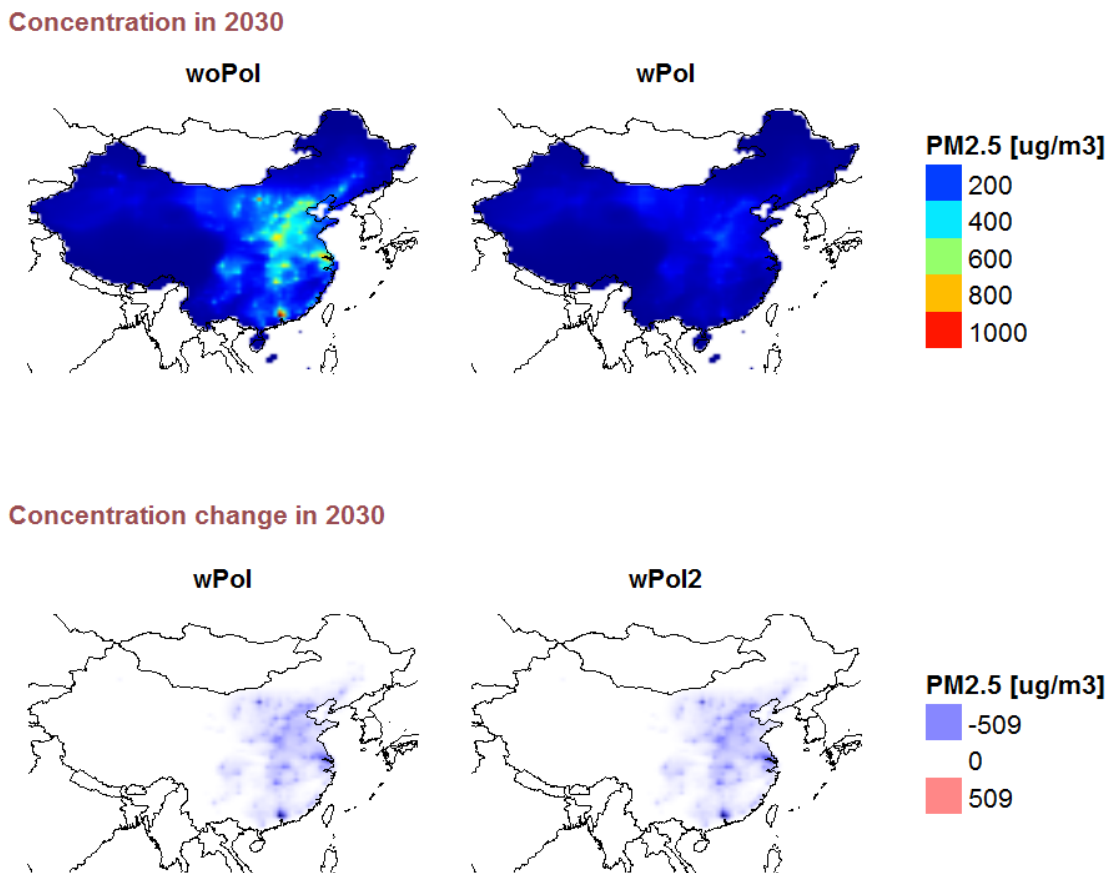 Concentration in 2030
woPol
wPol
PM2.5 [ug/m3]
200
400
600
800
1000
Concentration change in 2030
wPol
wPol2
PM2.5 [ug/m3]
-509
0
509